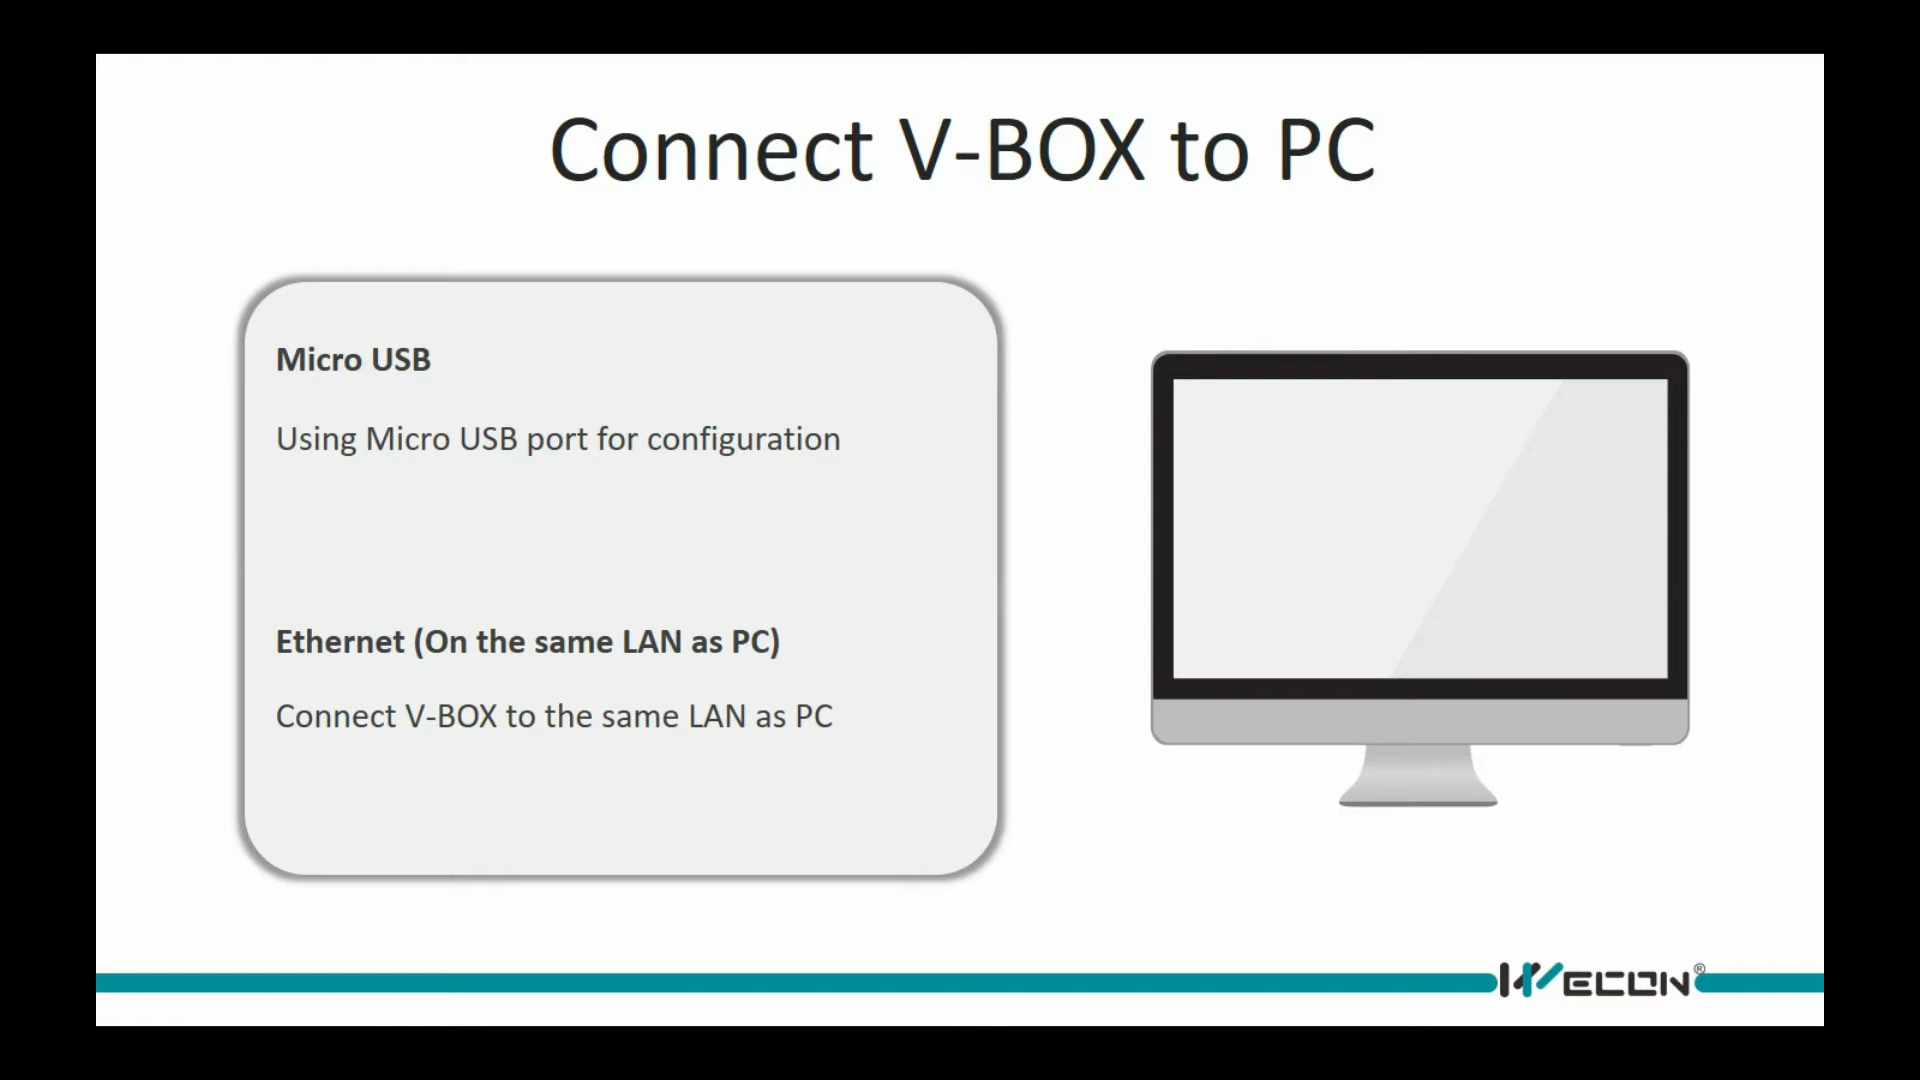 Connect V-BOX to PC
Micro USB
Using Micro USB port for configuration
Ethernet (On the same LAN as PC)
Connect V-BOX to the same LAN as PC
WECON®